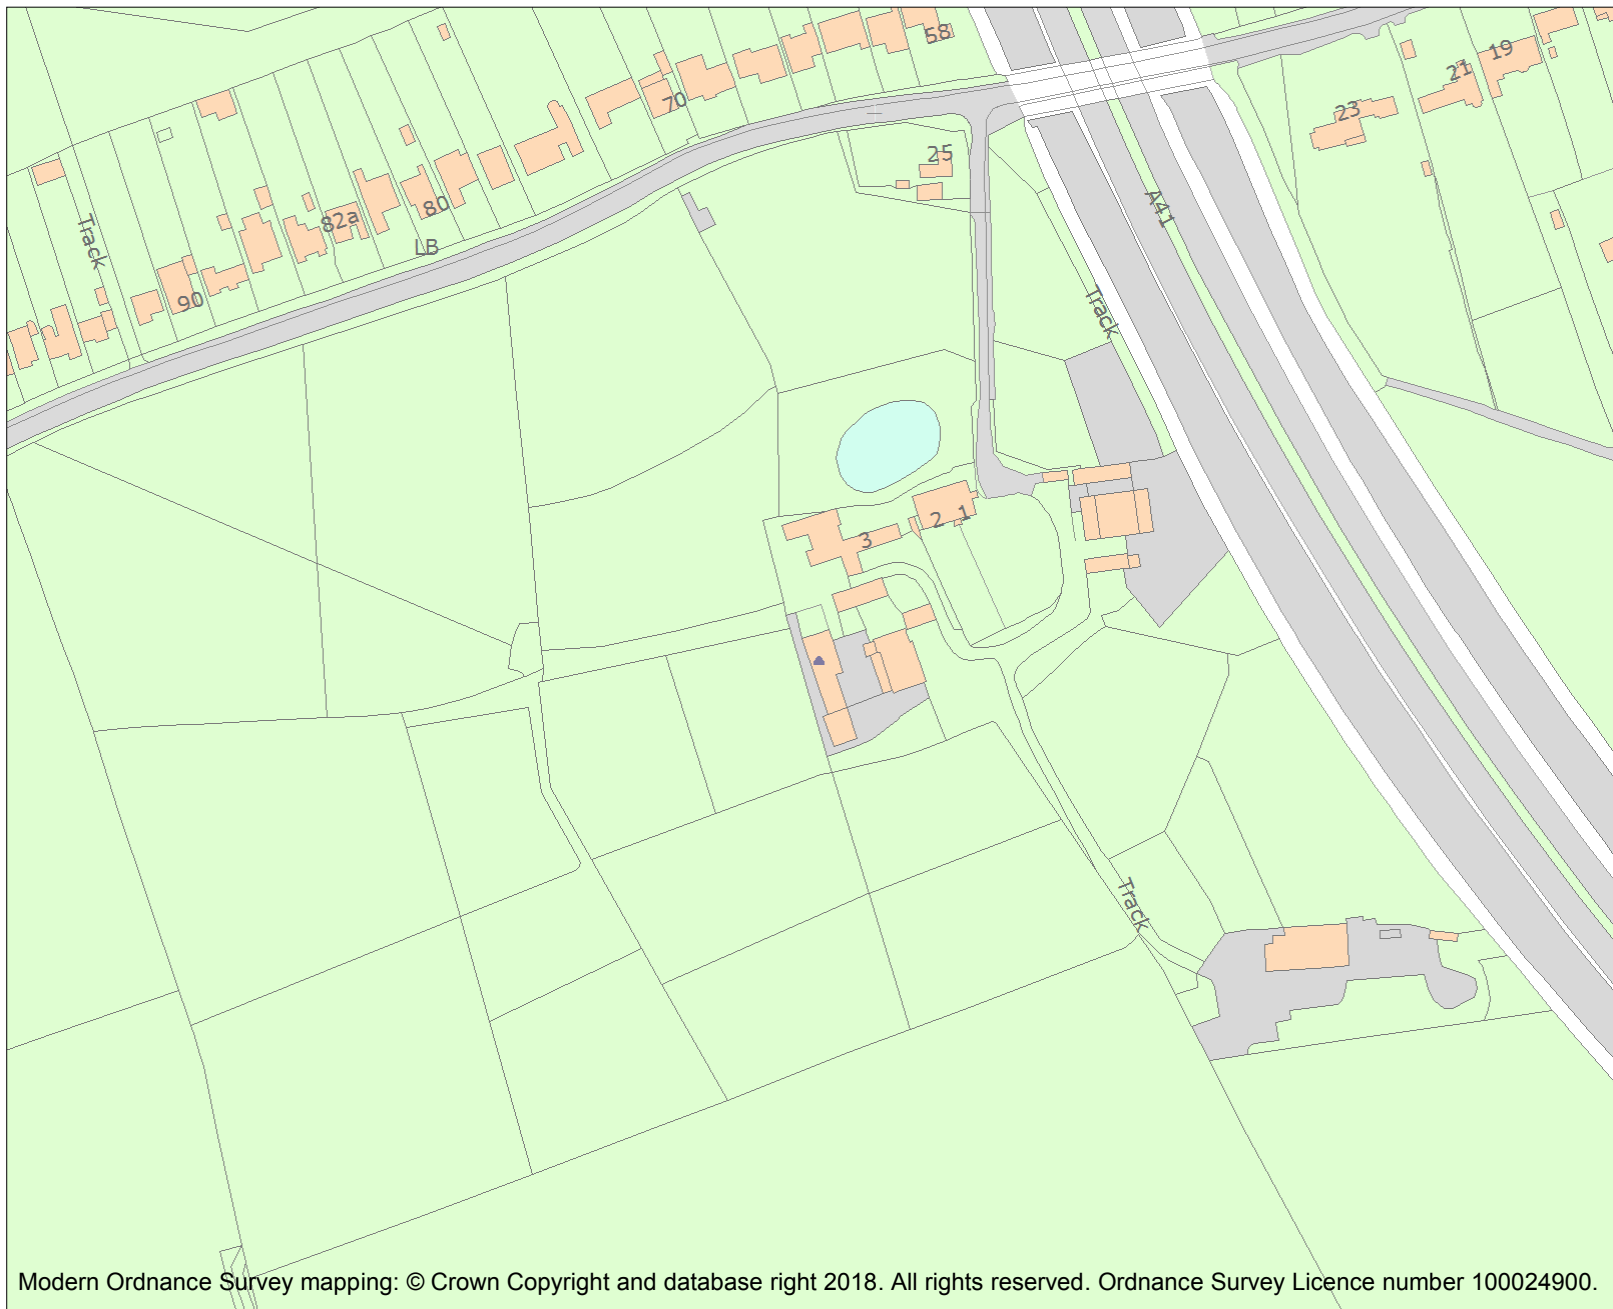 58
19
21
70
23
25
82a
80
A41
Track
LB
90
Track
2 1
3
Track
Modern Ordnance Survey mapping: © Crown Copyright and database right 2018. All rights reserved. Ordnance Survey Licence number 100024900.